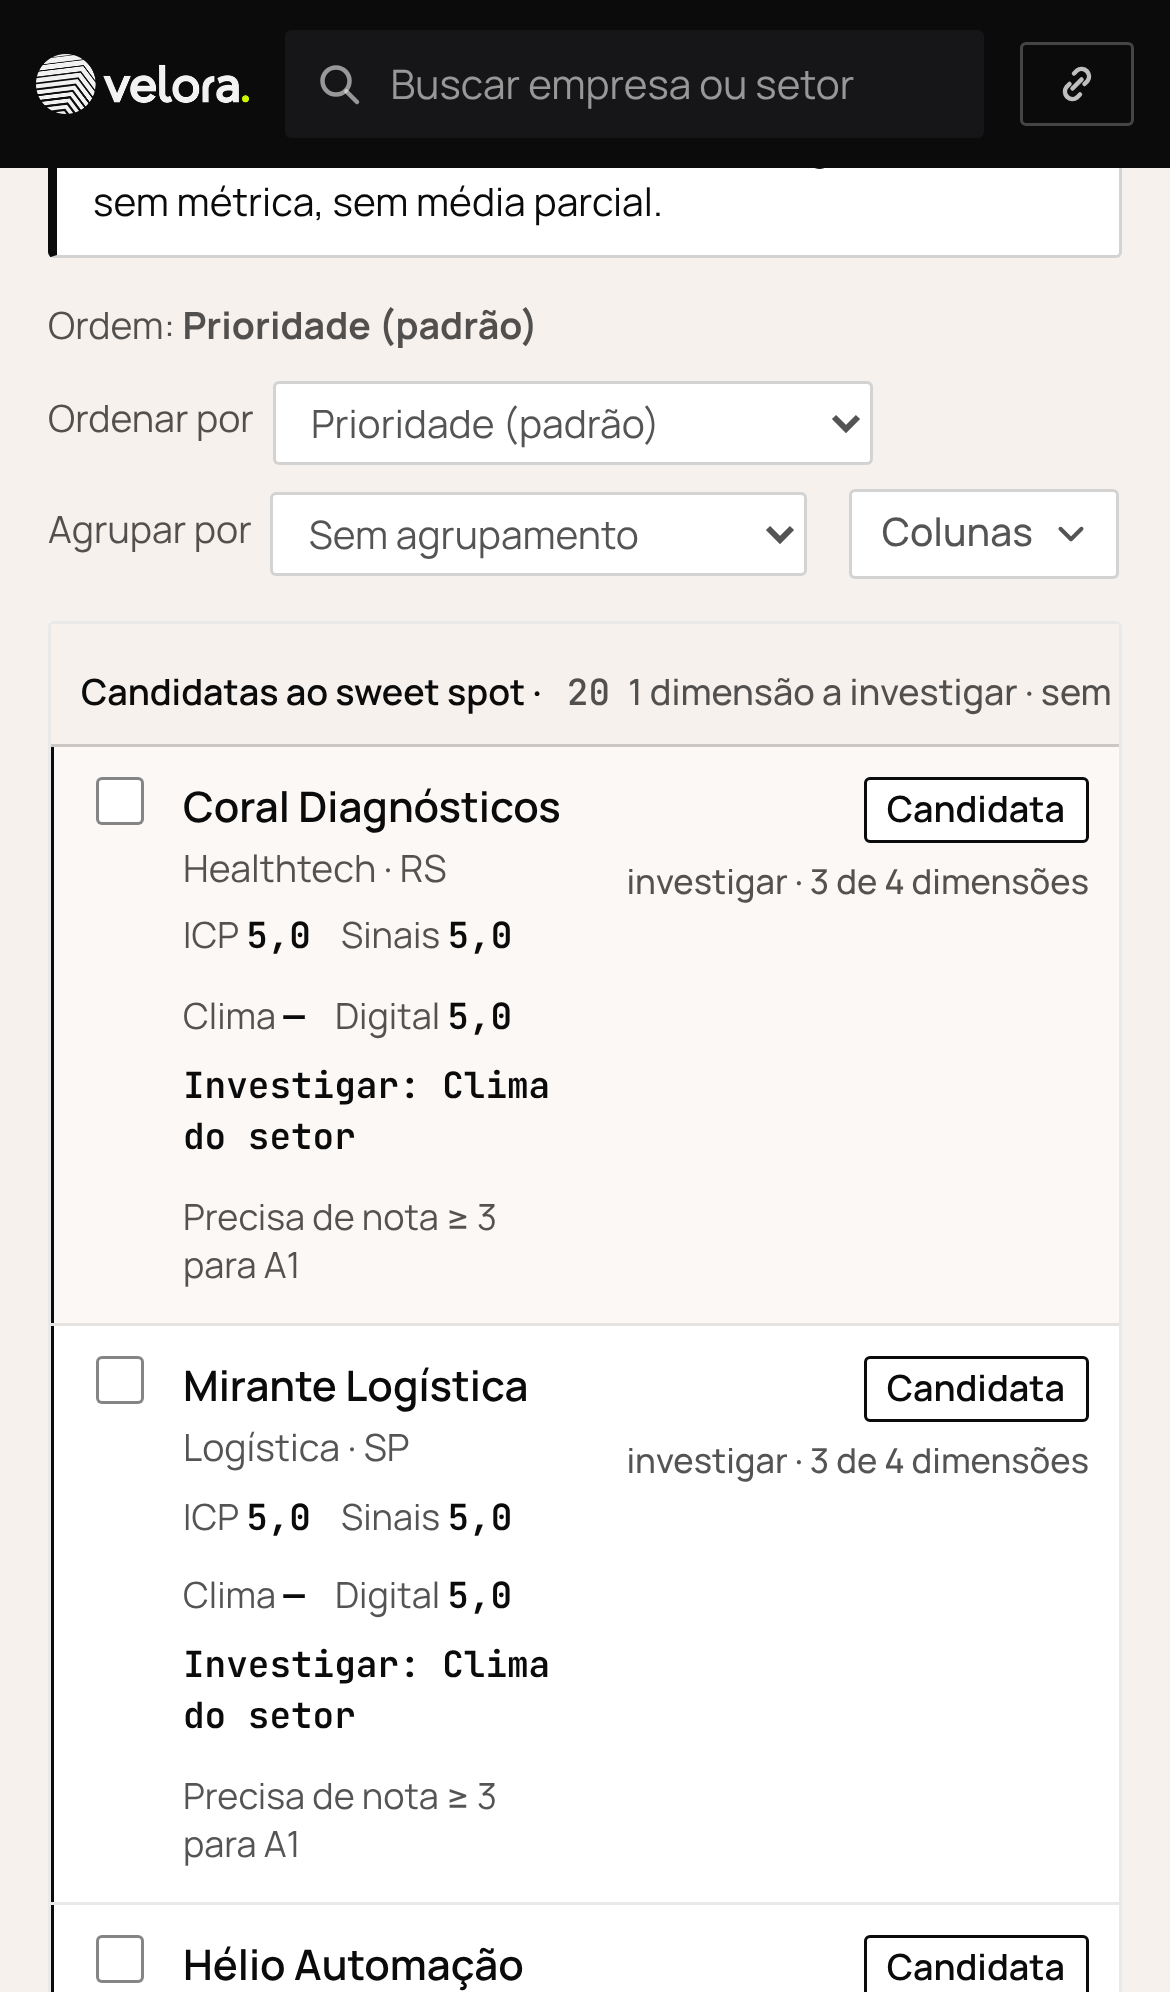 velora.
Buscar empresa ou setor
sem métrica, sem média parcial.
Ordem: Prioridade (padrão)
Ordenar por
Prioridade (padrão)
Agrupar por
Sem agrupamento
Colunas
Candidatas ao sweet spot · 20 1 dimensão a investigar · sem
Coral Diagnósticos
Candidata
Healthtech · RS
investigar · 3 de 4 dimensões
ICP 5,0 Sinais 5,0
Clima — Digital 5,0
Investigar: Clima
do setor
Precisa de nota ≥ 3
para A1
Mirante Logística
Candidata
Logística · SP
investigar · 3 de 4 dimensões
ICP 5,0 Sinais 5,0
Clima — Digital 5,0
Investigar: Clima
do setor
Precisa de nota ≥ 3
para A1
Hélio Automação
Candidata